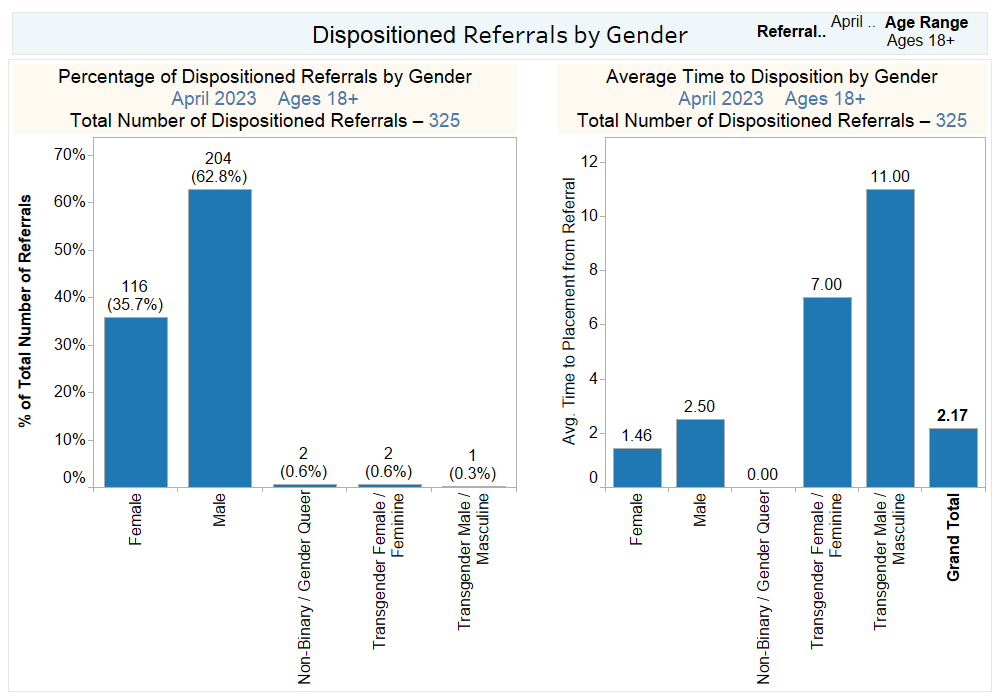 Dispositioned Referrals by Gender
Referral..
April ..
Age Range
Ages 18+
Percentage of Dispositioned Referrals by Gender
April 2023 Ages 18+
Total Number of Dispositioned Referrals – 325
% of Total Number of Referrals
70%
60%
50%
40%
30%
20%
10%
0%
116
(35.7%)
204
(62.8%)
2
(0.6%)
2
(0.6%)
1
(0.3%)
Female
Male
Non-Binary / Gender Queer
Transgender Female /
Feminine
Transgender Male /
Masculine
Average Time to Disposition by Gender
April 2023 Ages 18+
Total Number of Dispositioned Referrals – 325
Avg. Time to Placement from Referral
12
10
8
6
4
2
0
1.46
2.50
0.00
7.00
11.00
2.17
Female
Male
Non-Binary / Gender Queer
Transgender Female /
Feminine
Transgender Male /
Masculine
Grand Total